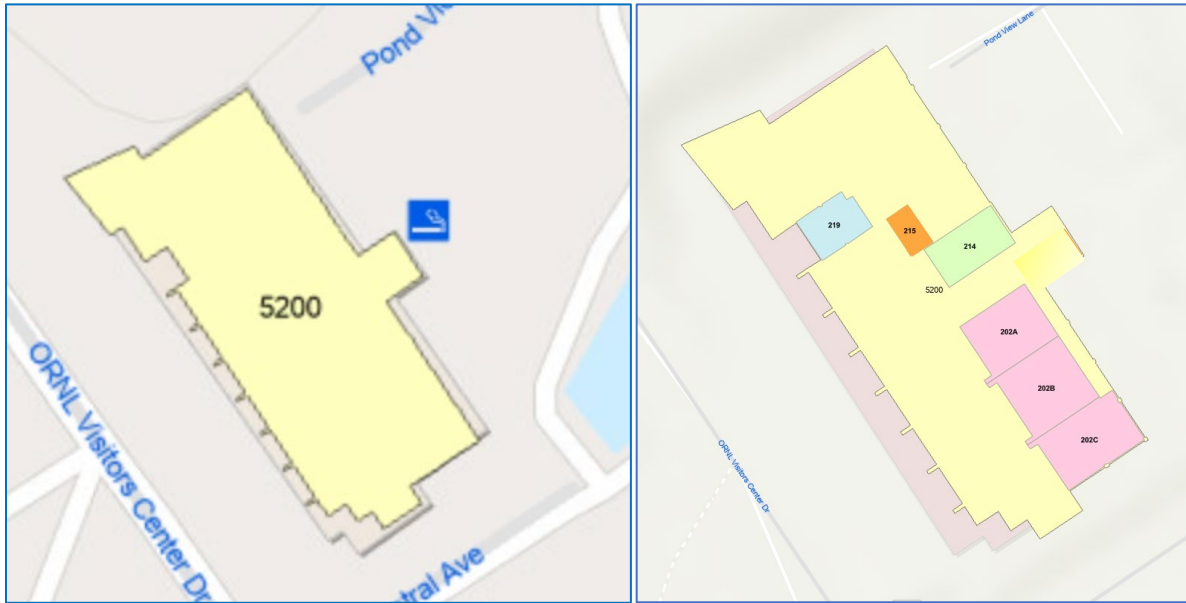 Pond Vi
5200
ORNL Visitors Center Dr
tral Ave
Pond View Lane
219
215
214
5200
202A
202B
202C
ORNL Visitors Center Dr